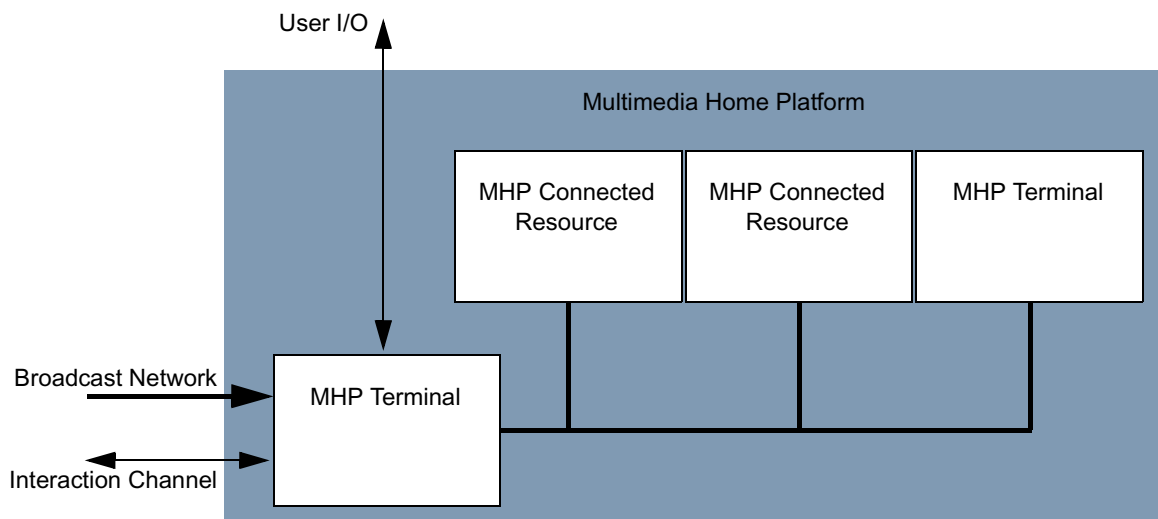 User I/O
Multimedia Home Platform
MHP Connected
Resource
MHP Connected
Resource
MHP Terminal
Broadcast Network
MHP Terminal
Interaction Channel